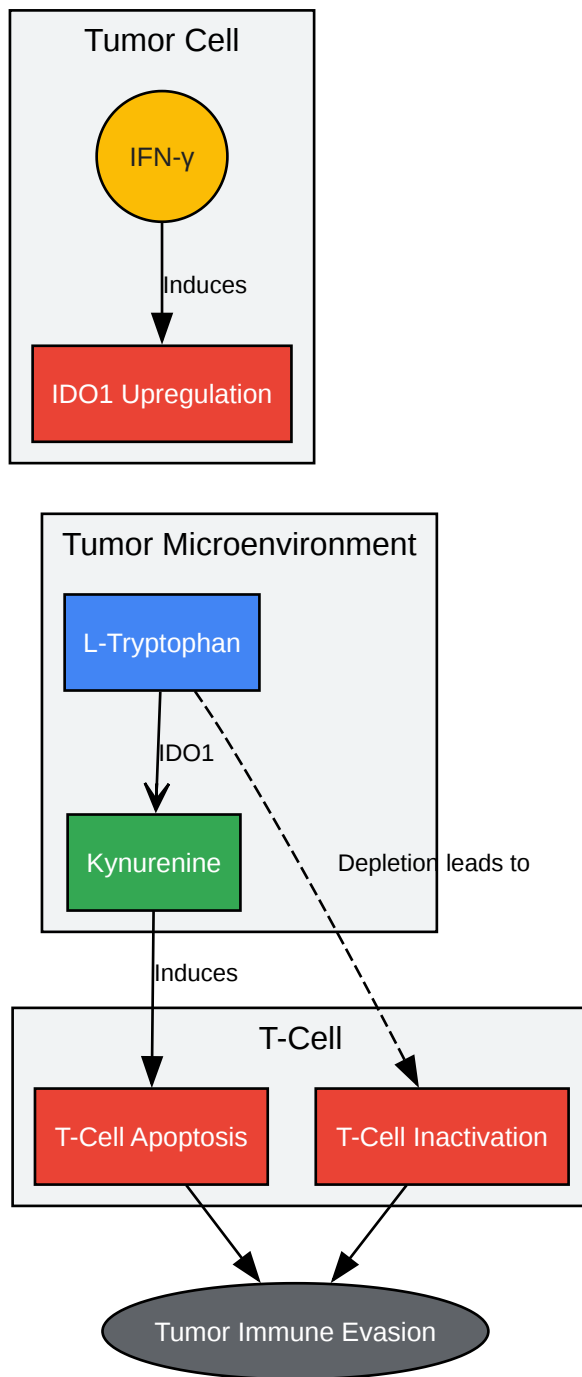 Tumor Cell
IFN-γ
Induces
IDO1 Upregulation
Tumor Microenvironment
L-Tryptophan
IDO1
Kynurenine
Depletion leads to
Induces
T-Cell
T-Cell Apoptosis
T-Cell Inactivation
Tumor Immune Evasion